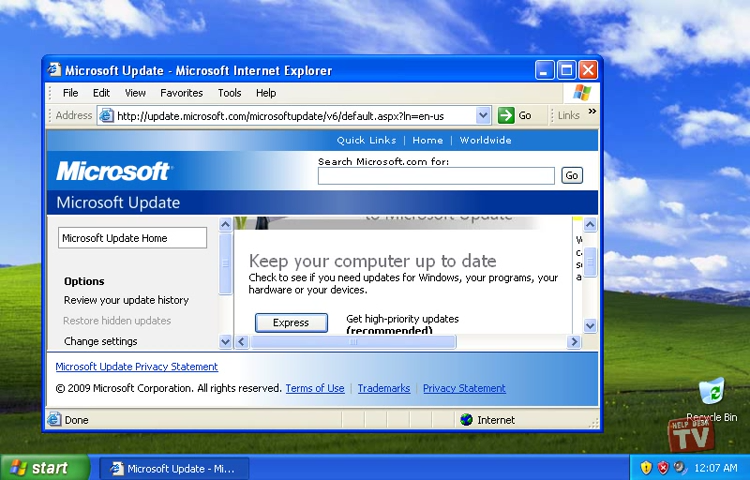 Microsoft Update - Microsoft Internet Explorer
File Edit View Favorites Tools Help
Address http://update.microsoft.com/microsoftupdate/v6/default.aspx?ln=en-us Go Links »
Quick Links | Home | Worldwide
Microsoft
Search Microsoft.com for:
Go
Microsoft Update
to Microsoft Update
Microsoft Update Home
Keep your computer up to date
Check to see if you need updates for Windows, your programs, your
hardware or your devices.
Options
Review your update history
Restore hidden updates
Change settings
Express
Get high-priority updates
(recommended)
Microsoft Update Privacy Statement
© 2009 Microsoft Corporation. All rights reserved. Terms of Use | Trademarks | Privacy Statement
Done Internet
Recycle Bin
HELP DESK
TV
start Microsoft Update - Mi... 12:07 AM